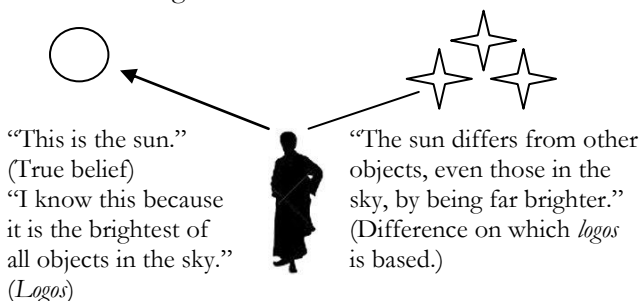 “This is the sun.”
(True belief)
“I know this because
it is the brightest of
all objects in the sky.”
(Logos)
“The sun differs from other
objects, even those in the
sky, by being far brighter.”
(Difference on which logos
is based.)